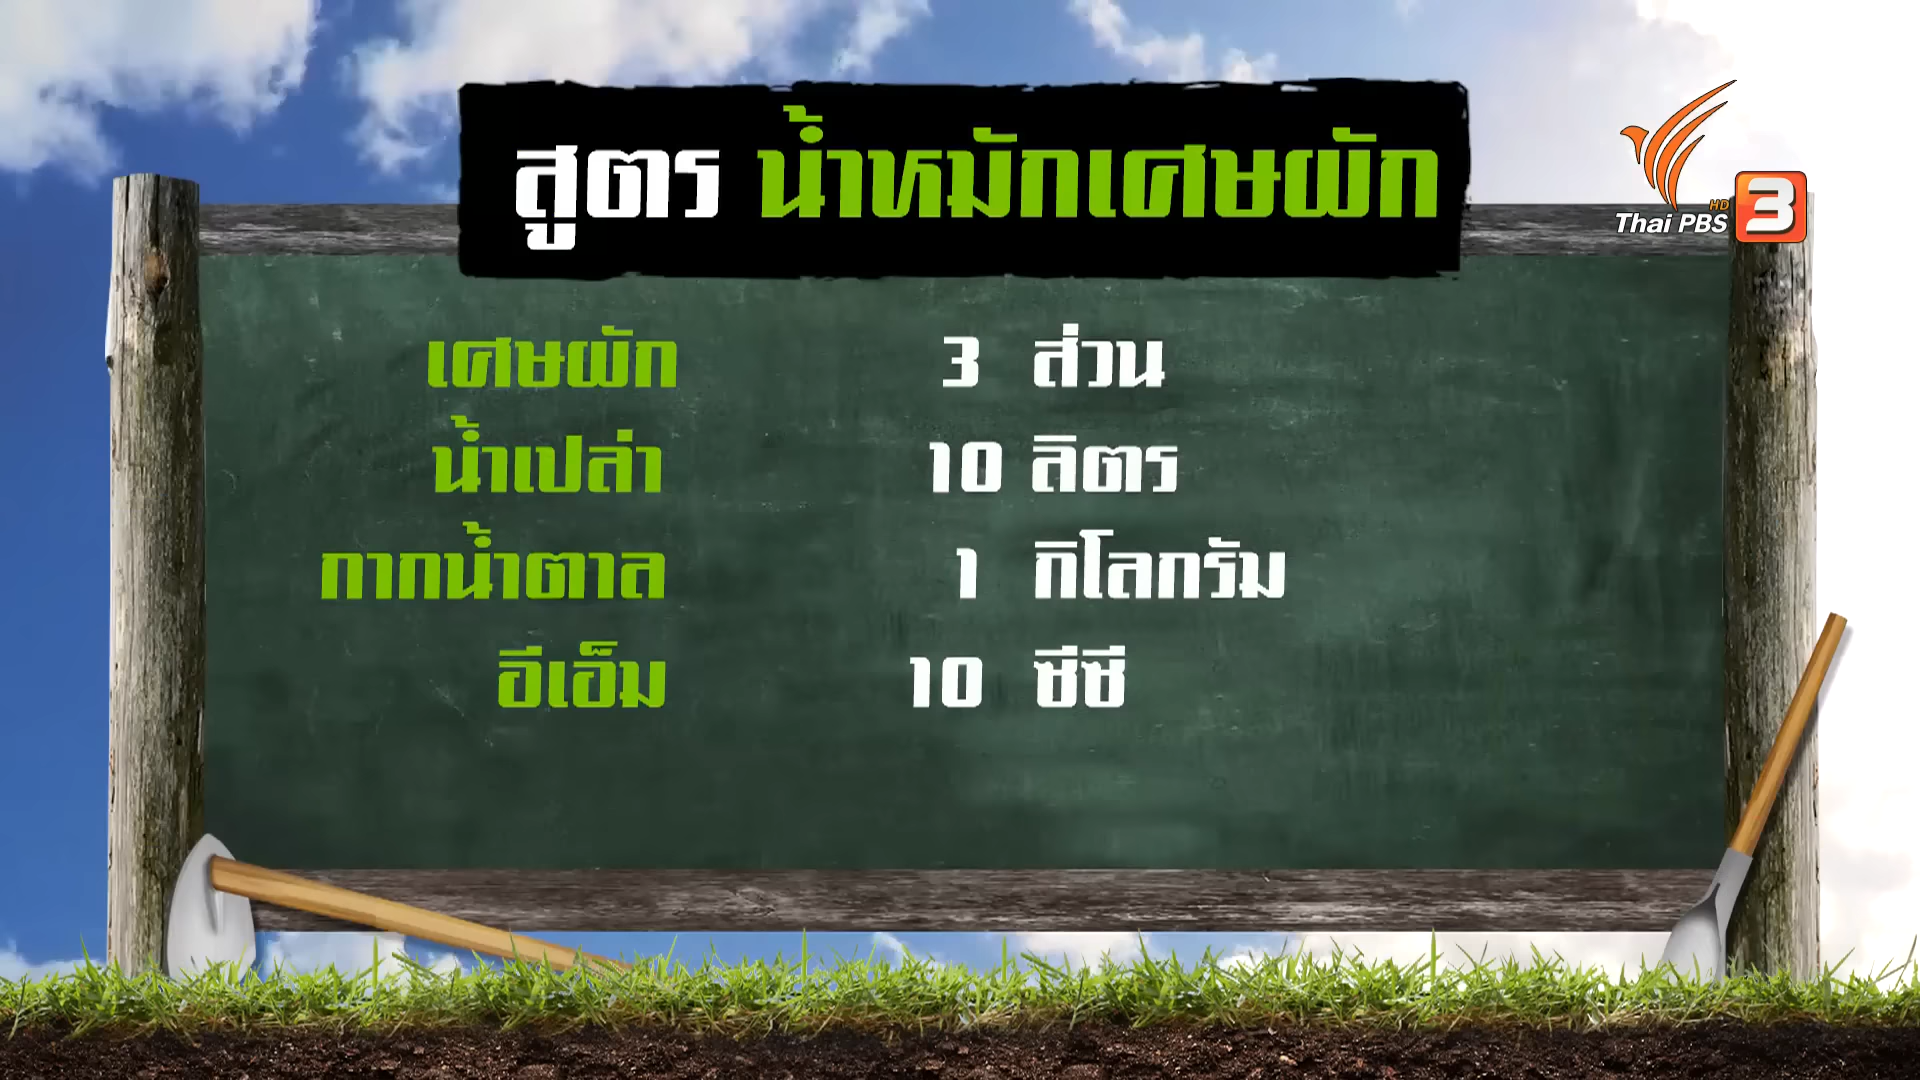 สูตร น้ำหมักเศษผัก
HD
Thai PBS 3
เศษผัก 3 ส่วน
น้ำเปล่า 10 ลิตร
กากน้ำตาล 1 กิโลกรัม
อีเอ็ม 10 ซีซี